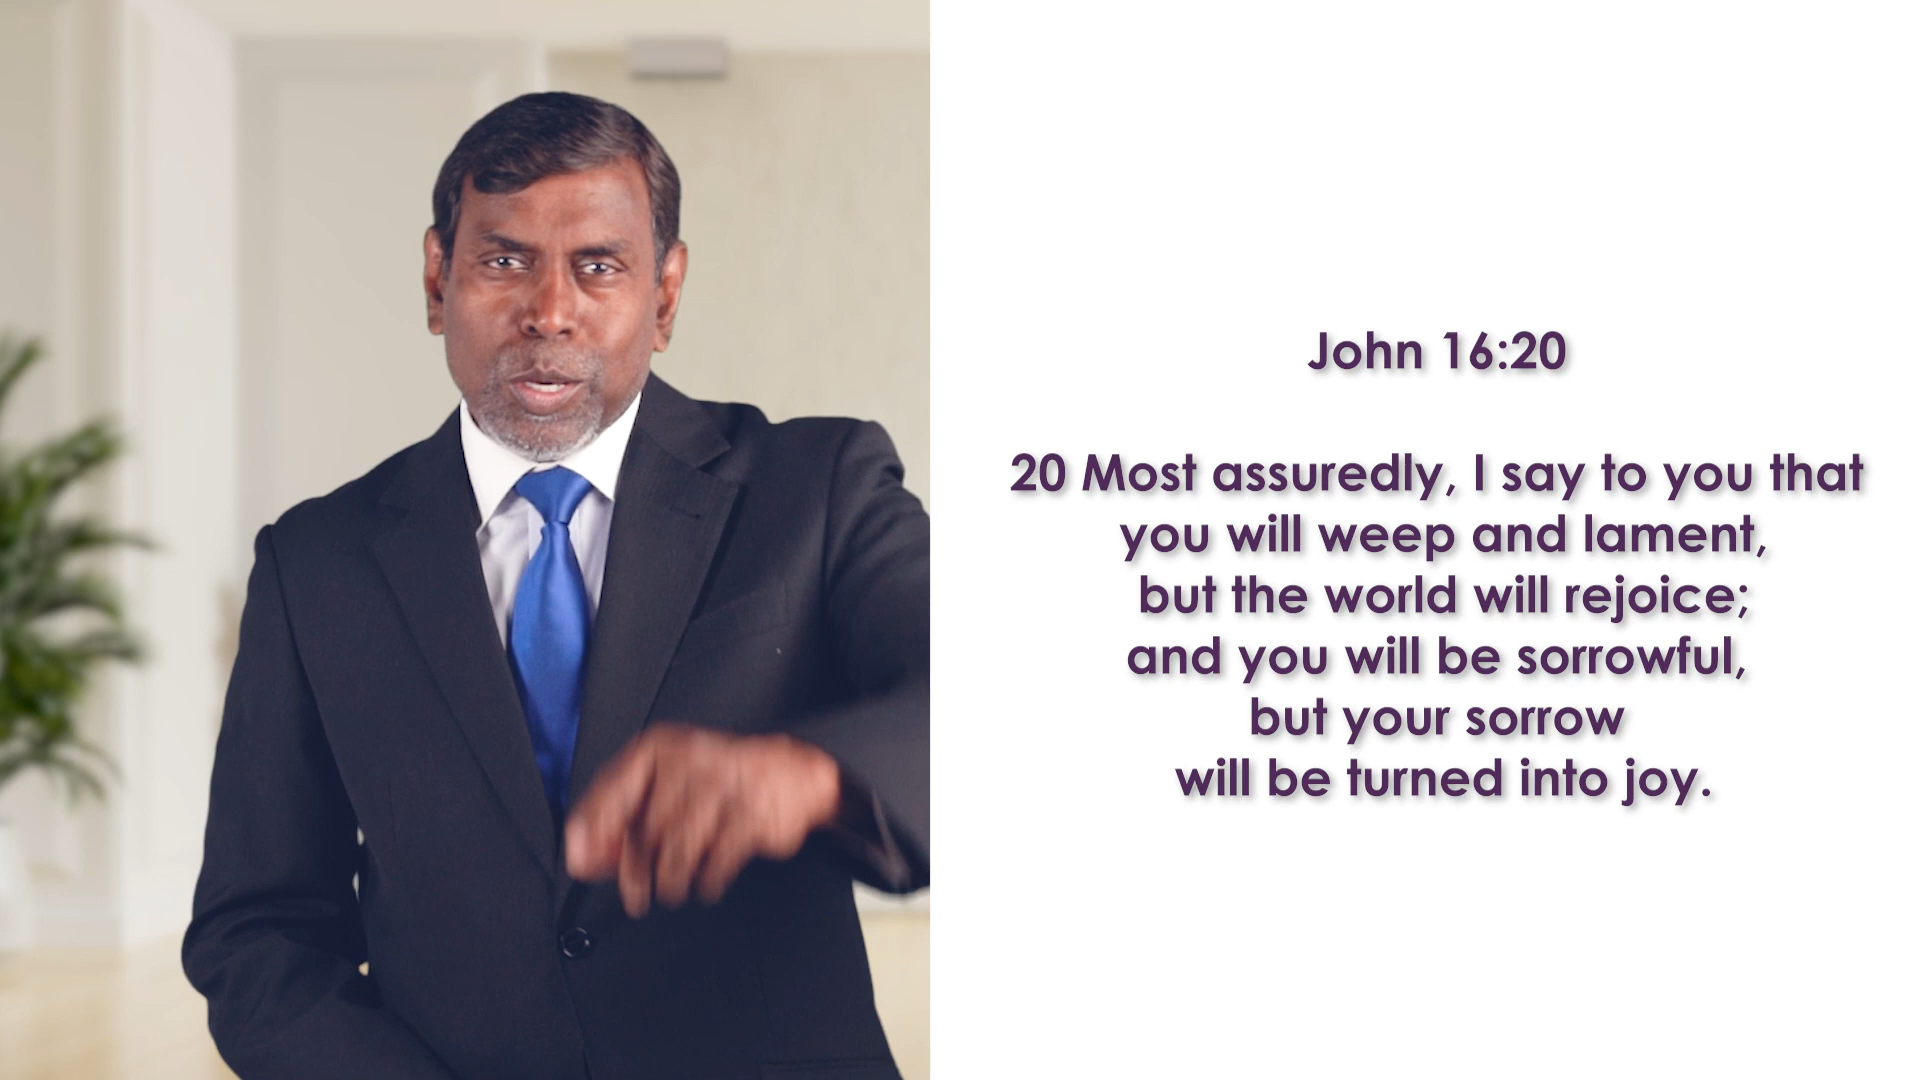 John 16:20
20 Most assuredly, I say to you that
you will weep and lament,
but the world will rejoice;
and you will be sorrowful,
but your sorrow
will be turned into joy.